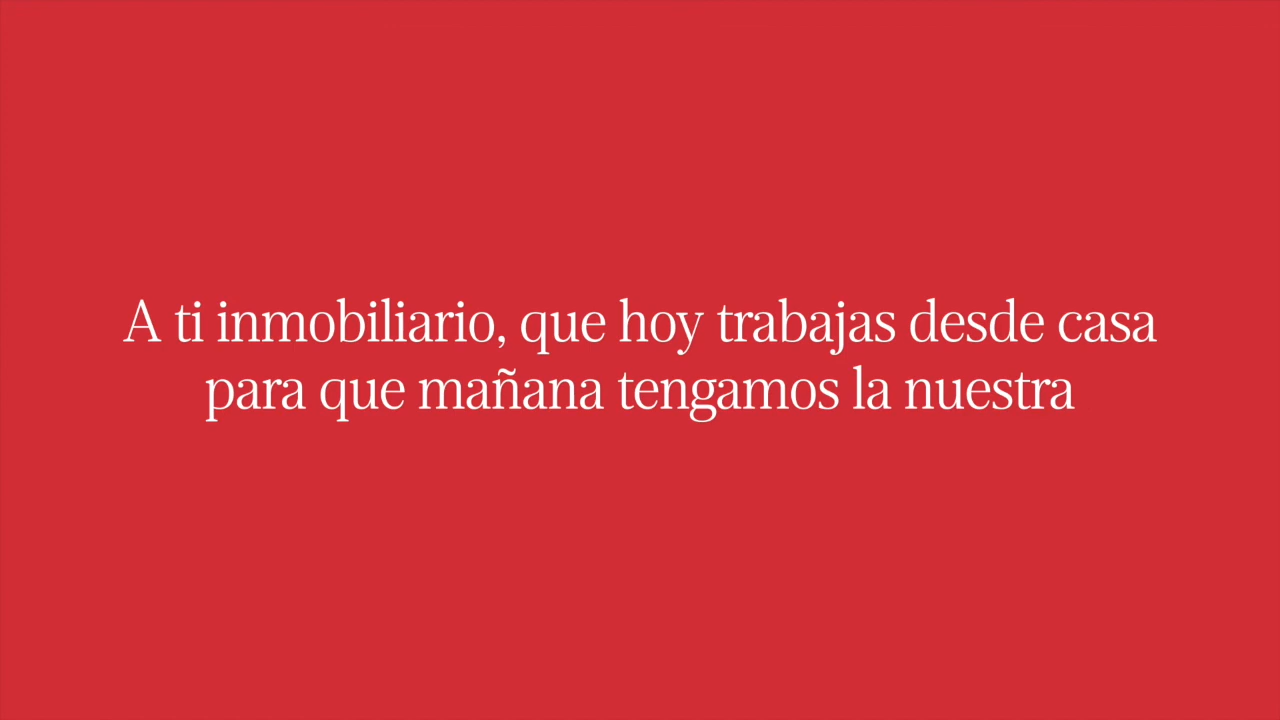 A ti inmobiliario, que hoy trabajas desde casa
para que mañana tengamos la nuestra